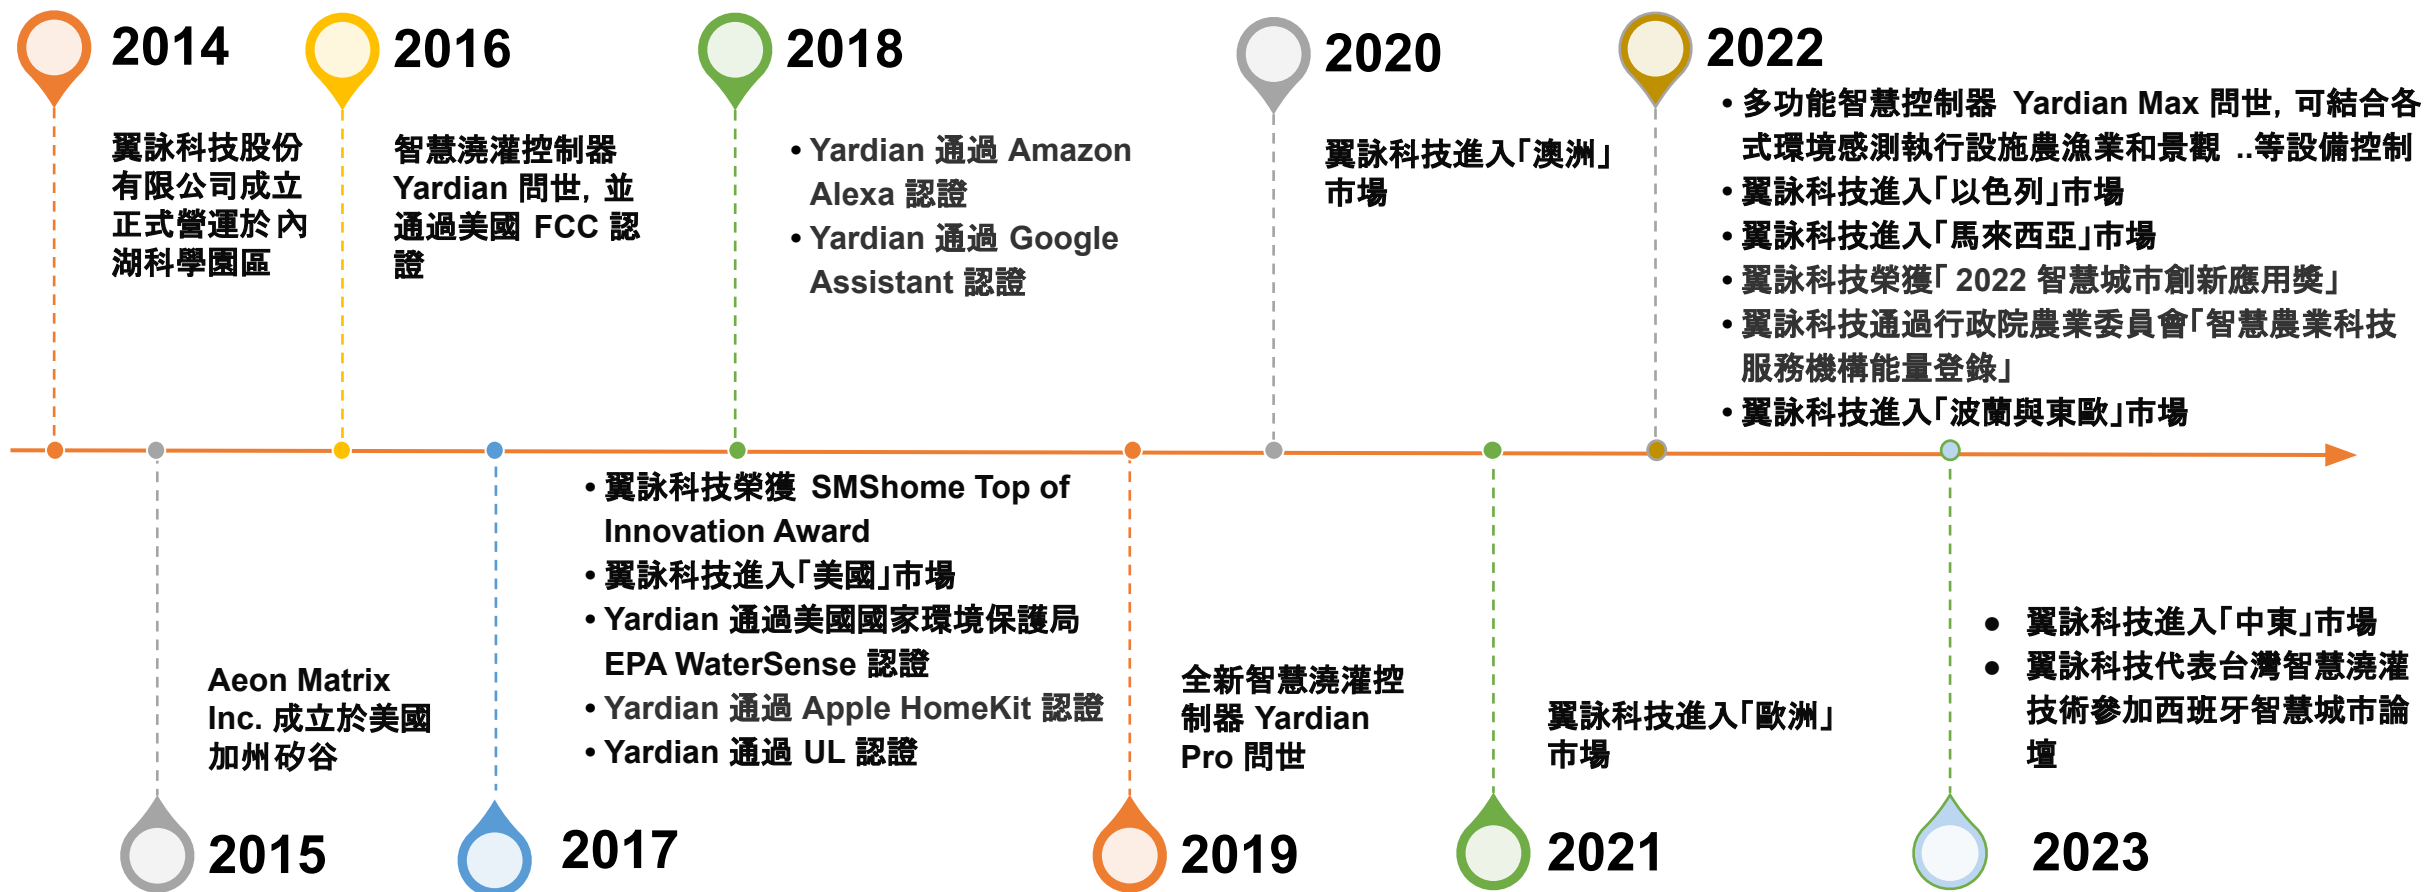 2014
翼詠科技股份
有限公司成立
正式營運於內
湖科學園區
2016
智慧澆灌控制器
Yardian 問世, 並
通過美國 FCC 認
證
2018
• Yardian 通過 Amazon
Alexa 認證
• Yardian 通過 Google
Assistant 認證
2020
翼詠科技進入「澳洲」
市場
2022
• 多功能智慧控制器 Yardian Max 問世, 可結合各
式環境感測執行設施農漁業和景觀 ..等設備控制
• 翼詠科技進入「以色列」市場
• 翼詠科技進入「馬來西亞」市場
• 翼詠科技榮獲「 2022 智慧城市創新應用獎」
• 翼詠科技通過行政院農業委員會「智慧農業科技
服務機構能量登錄」
• 翼詠科技進入「波蘭與東歐」市場
Aeon Matrix
Inc. 成立於美國
加州矽谷
2015
• 翼詠科技榮獲 SMShome Top of
Innovation Award
• 翼詠科技進入「美國」市場
• Yardian 通過美國國家環境保護局
EPA WaterSense 認證
• Yardian 通過 Apple HomeKit 認證
• Yardian 通過 UL 認證
2017
全新智慧澆灌控
制器 Yardian
Pro 問世
2019
翼詠科技進入「歐洲」
市場
2021
● 翼詠科技進入「中東」市場
● 翼詠科技代表台灣智慧澆灌
技術參加西班牙智慧城市論
壇
2023